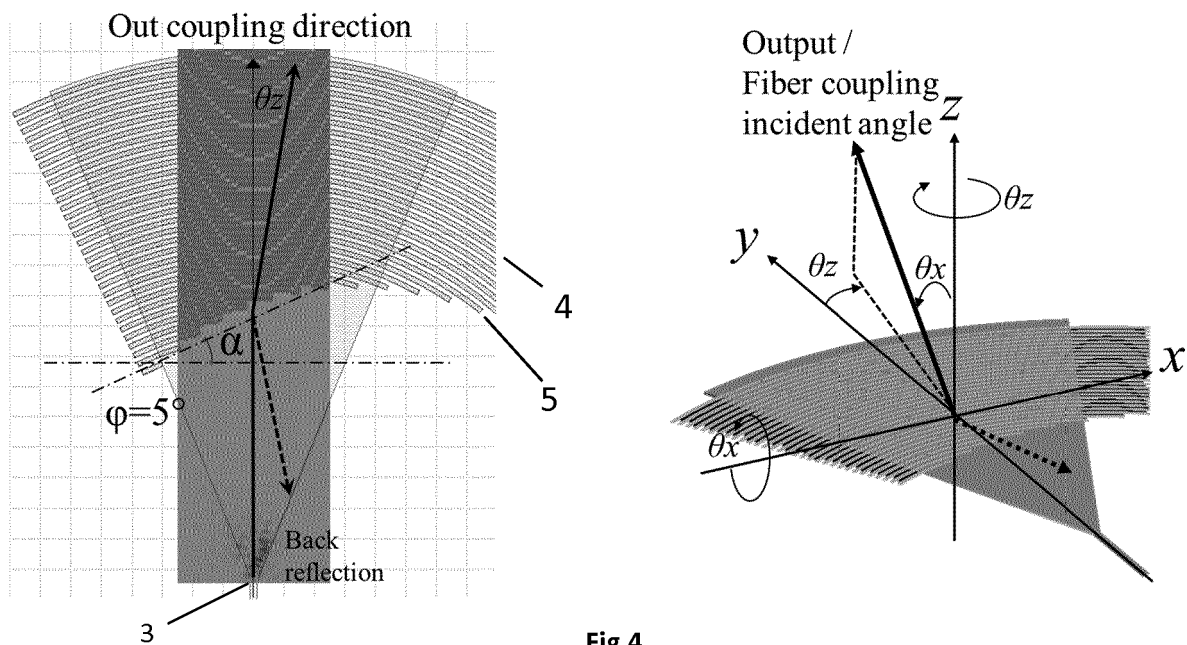 Out coupling direction
θz
α
φ=5°
Back
reflection
3
4
5
Output /
Fiber coupling
incident angle
z
θz
y
θz
θx
x
θx
Fig 4